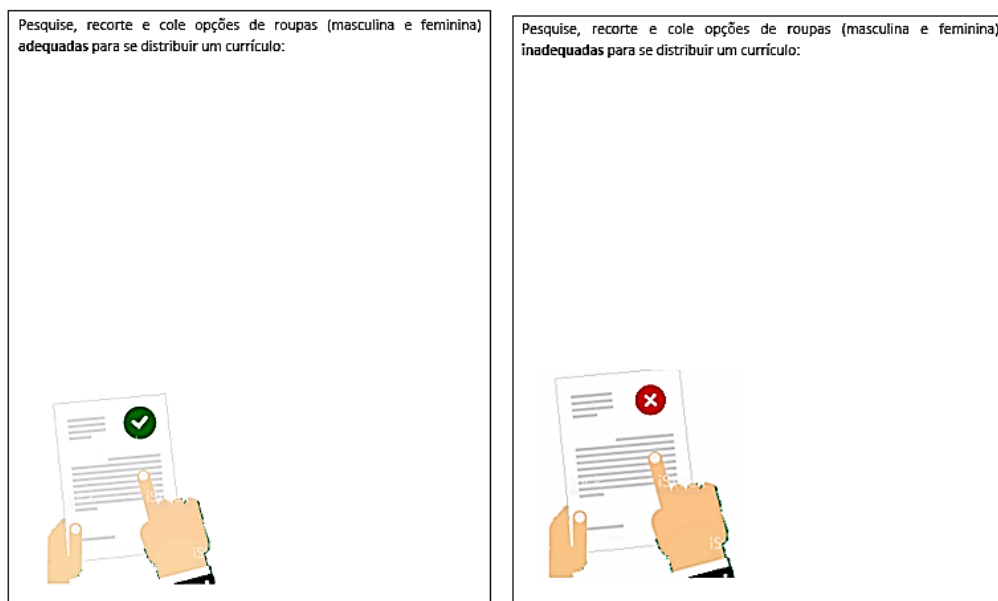 Pesquise, recorte e cole opções de roupas (masculina e feminina)
adequadas para se distribuir um currículo:
Pesquise, recorte e cole opções de roupas (masculina e feminina)
inadequadas para se distribuir um currículo: